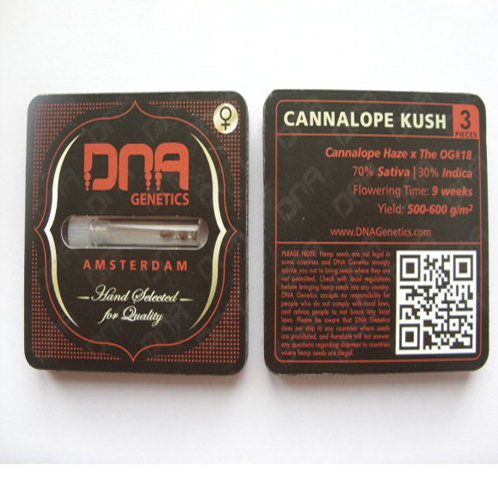 DNA
GENETICS
AMSTERDAM
Hand Selected
for Quality
CANNALOPE KUSH
3
PIECES
Cannalope Haze x The OG#18
70% Sativa | 30% Indica
Flowering Time: 9 weeks
Yield: 500-600 g/m²
www.DNAGenetics.com
PLEASE NOTE: Hemp seeds are not legal in
some countries and DNA Genetics strongly
advise you not to bring seeds where they are
not permitted. Check with local regulations
before bringing hemp seeds into any country.
DNA Genetics accepts no responsibility for
people who do not comply with local laws,
and advise people to not break any local
laws. Please be aware that DNA Genetics
does not ship to any countries where seeds
are prohibited, and therefore will not answer
any questions regarding shipment to countries
where hemp seeds are illegal.